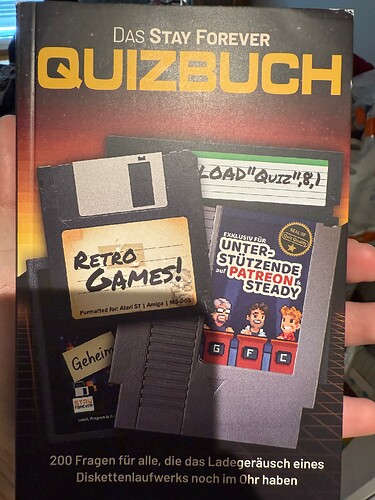 DAS STAY FOREVER
QUIZBUCH
LOAD"QUIZ",8,1
RETRO
GAMES!
Formatted for: Atari ST | Amiga | MS-DOS
EXKLUSIV FÜR
UNTER-
STÜTZENDE
auf PATREON &
STEADY
G F C
Geheim
STAY
FOREVER
200 Fragen für alle, die das Ladegeräusch eines
Diskettenlaufwerks noch im Ohr haben